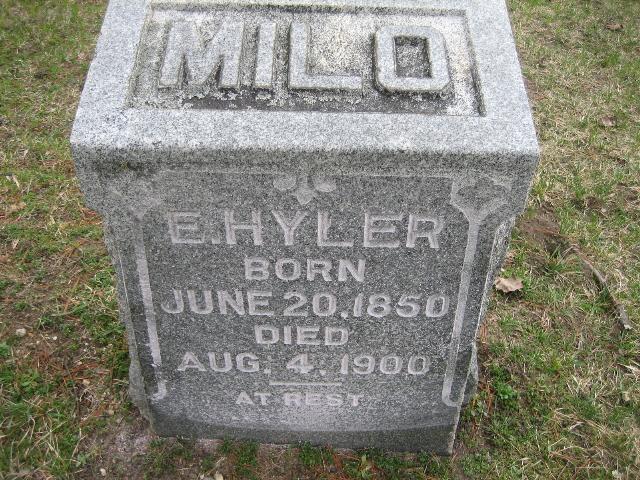 MILO
E. HYLER
BORN
JUNE 20, 1850
DIED
AUG. 4, 1900
AT REST